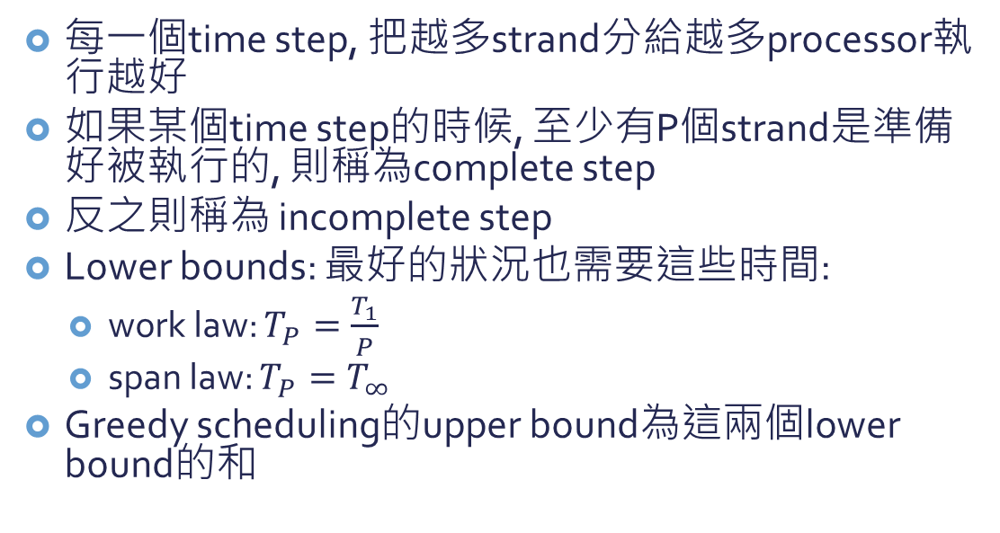 每一個time step, 把越多strand分給越多processor執
行越好
如果某個time step的時候, 至少有P個strand是準備
好被執行的, 則稱為complete step
反之則稱為 incomplete step
Lower bounds: 最好的狀況也需要這些時間:
work law: T_P = T_1/P
span law: T_P = T_∞
Greedy scheduling的upper bound為這兩個lower
bound的和